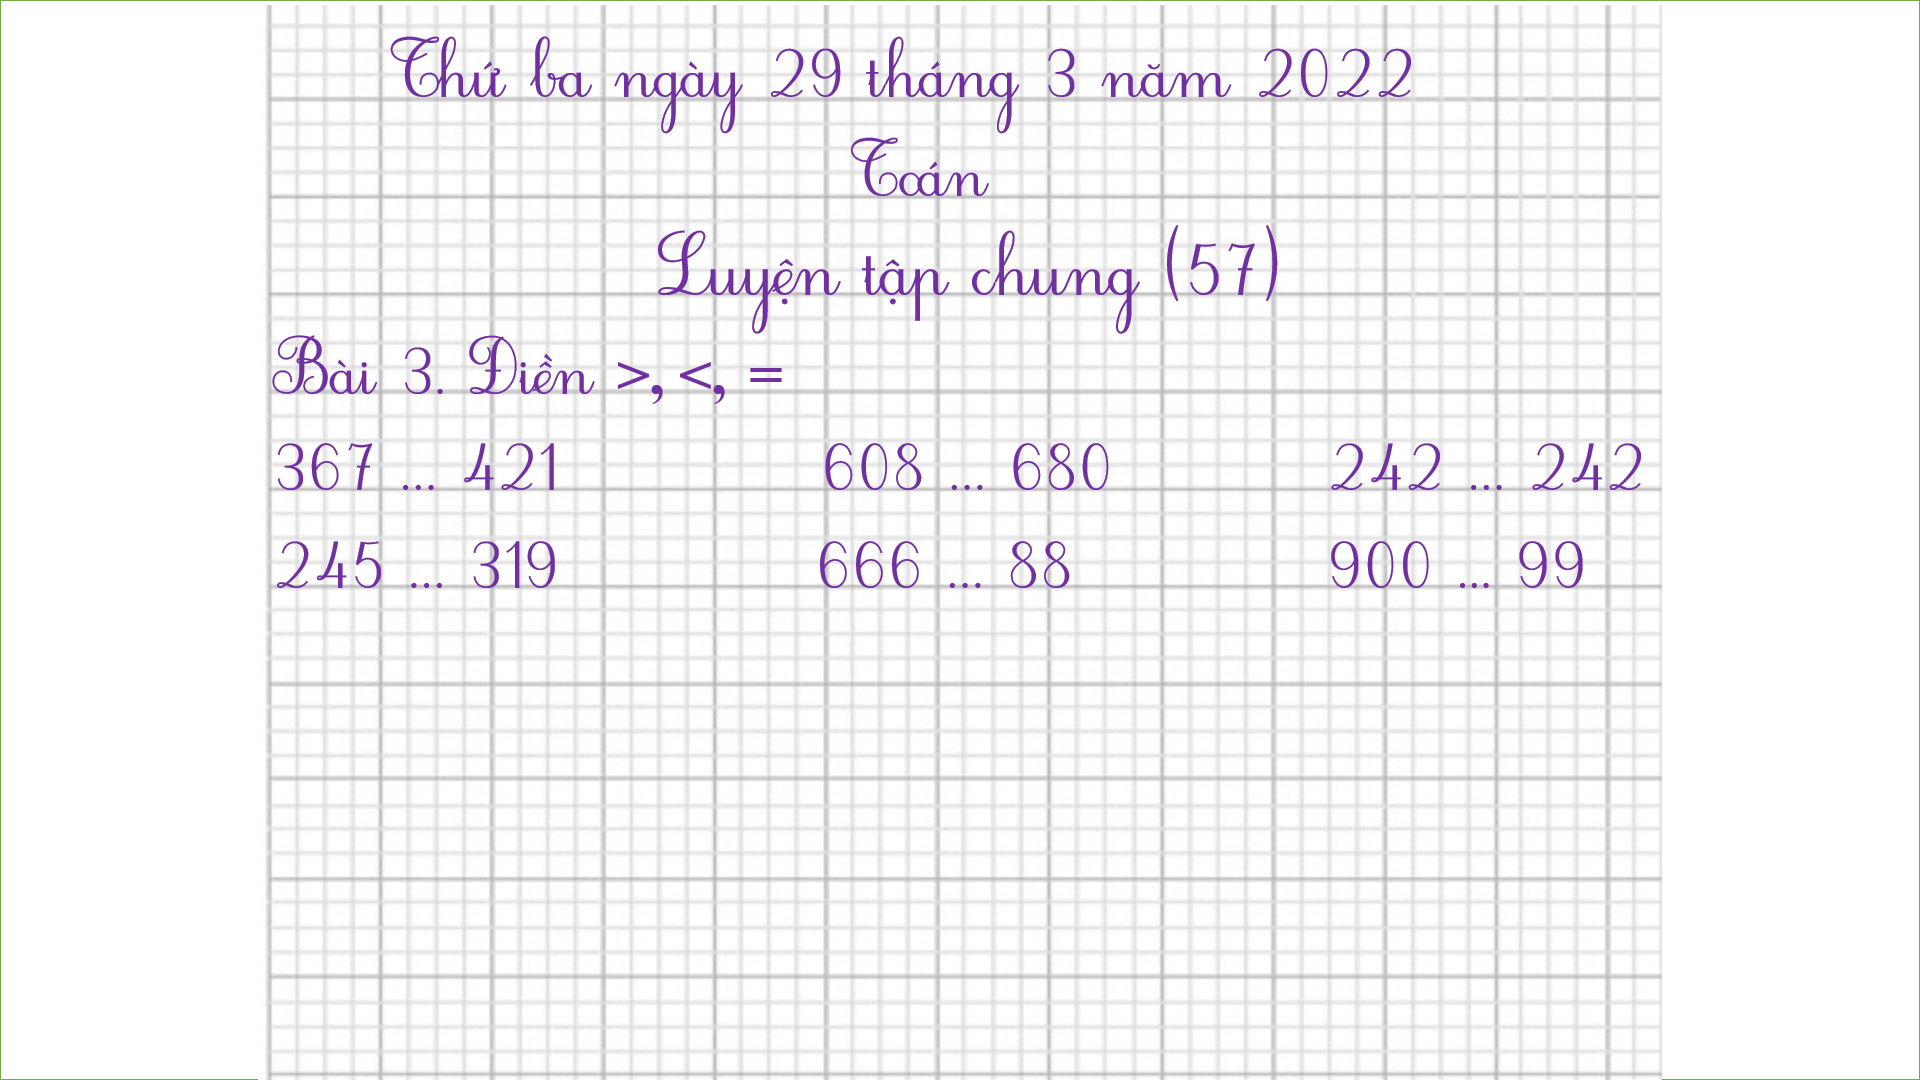 Thứ ba ngày 29 tháng 3 năm 2022
Toán
Luyện tập chung (57)
Bài 3. Điền >, <, =
367 ... 421 608 ... 680 242 ... 242
245 ... 319 666 ... 88 900 ... 99